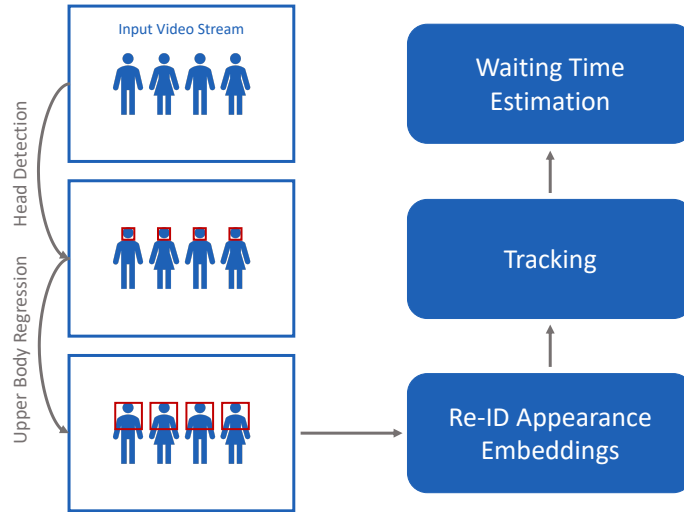 Input Video Stream
Head Detection
Upper Body Regression
Re-ID Appearance
Embeddings
Tracking
Waiting Time
Estimation